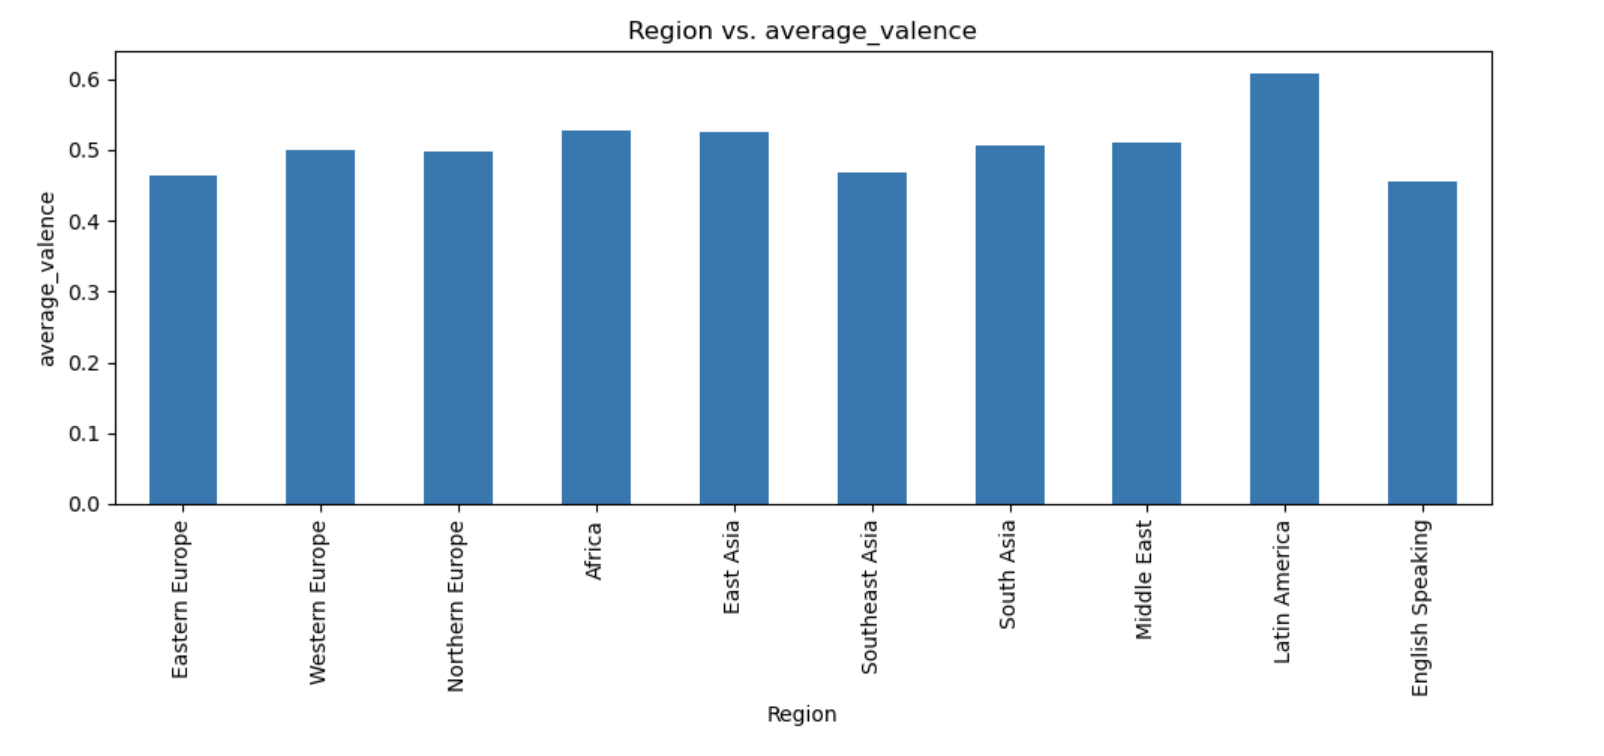 Region vs. average_valence
average_valence
0.6
0.5
0.4
0.3
0.2
0.1
0.0
Eastern Europe
Western Europe
Northern Europe
Africa
East Asia
Southeast Asia
South Asia
Middle East
Latin America
English Speaking
Region